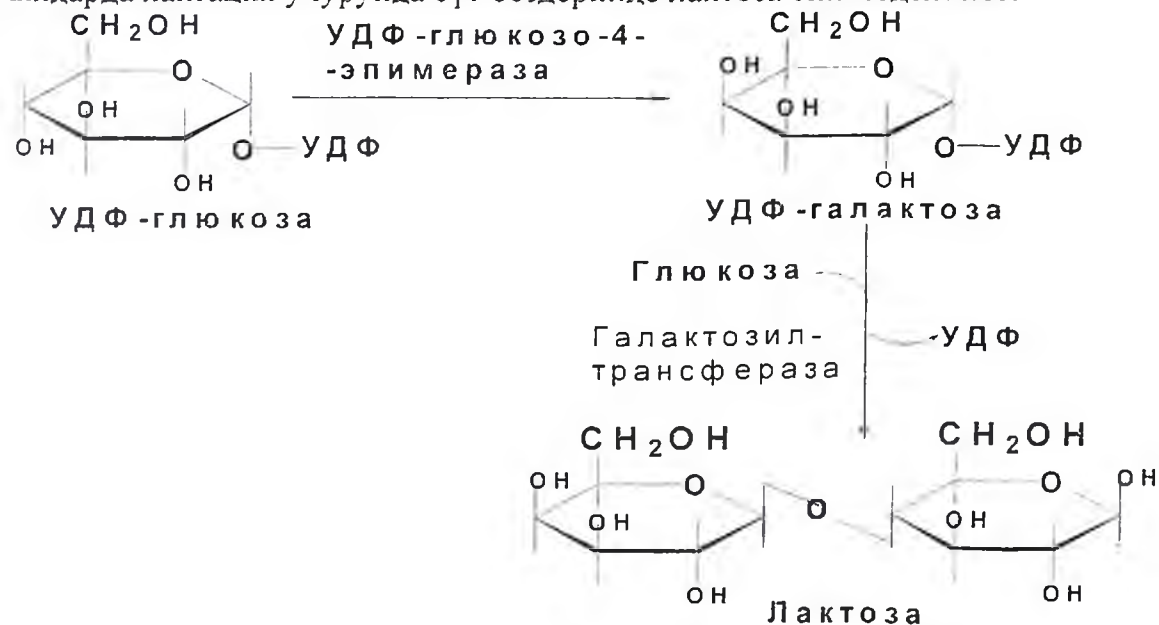 лактация
CH₂OH
УДФ-глюкозо-4-
-эпимераза
CH₂OH
O
OH
OH
O—УДФ
OH
УДФ-глюкоза
OH
O
OH
O—УДФ
OH
УДФ-галактоза
Глюкоза
Галактозил-
трансфераза
УДФ
CH₂OH
CH₂OH
OH
O
OH
OH
O
O
OH
OH
OH
Лактоза